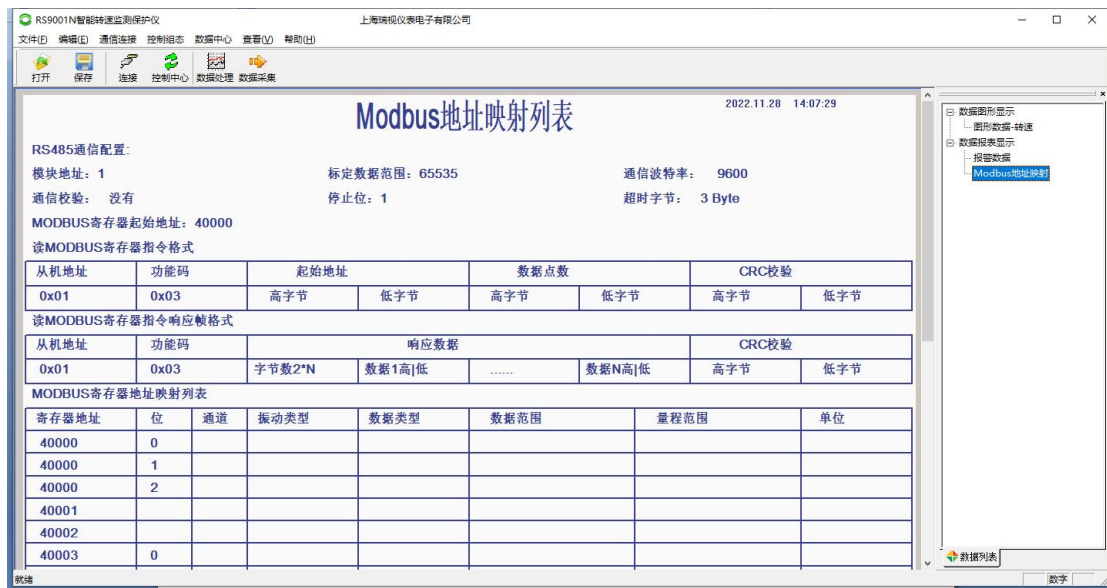 RS9001N智能转速监测保护仪 上海瑞视仪表电子有限公司
文件(F) 编辑(E) 通信连接 控制组态 数据中心 查看(V) 帮助(H)
打开 保存 连接 控制中心 数据处理 数据采集
Modbus地址映射列表 2022.11.28 14:07:29
RS485通信配置:
模块地址：1 标定数据范围：65535 通信波特率： 9600
通信校验： 没有 停止位：1 超时字节： 3 Byte
MODBUS寄存器起始地址：40000
读MODBUS寄存器指令格式
从机地址 功能码 起始地址 数据点数 CRC校验
0x01 0x03 高字节 低字节 高字节 低字节 高字节 低字节
读MODBUS寄存器指令响应帧格式
从机地址 功能码 响应数据 CRC校验
0x01 0x03 字节数2*N 数据1高|低 ...... 数据N高|低 高字节 低字节
MODBUS寄存器地址映射列表
寄存器地址 位 通道 振动类型 数据类型 数据范围 量程范围 单位
40000 0
40000 1
40000 2
40001
40002
40003 0
数据图形显示
图形数据-转速
数据报表显示
报警数据
Modbus地址映射
数据列表
就绪 数字